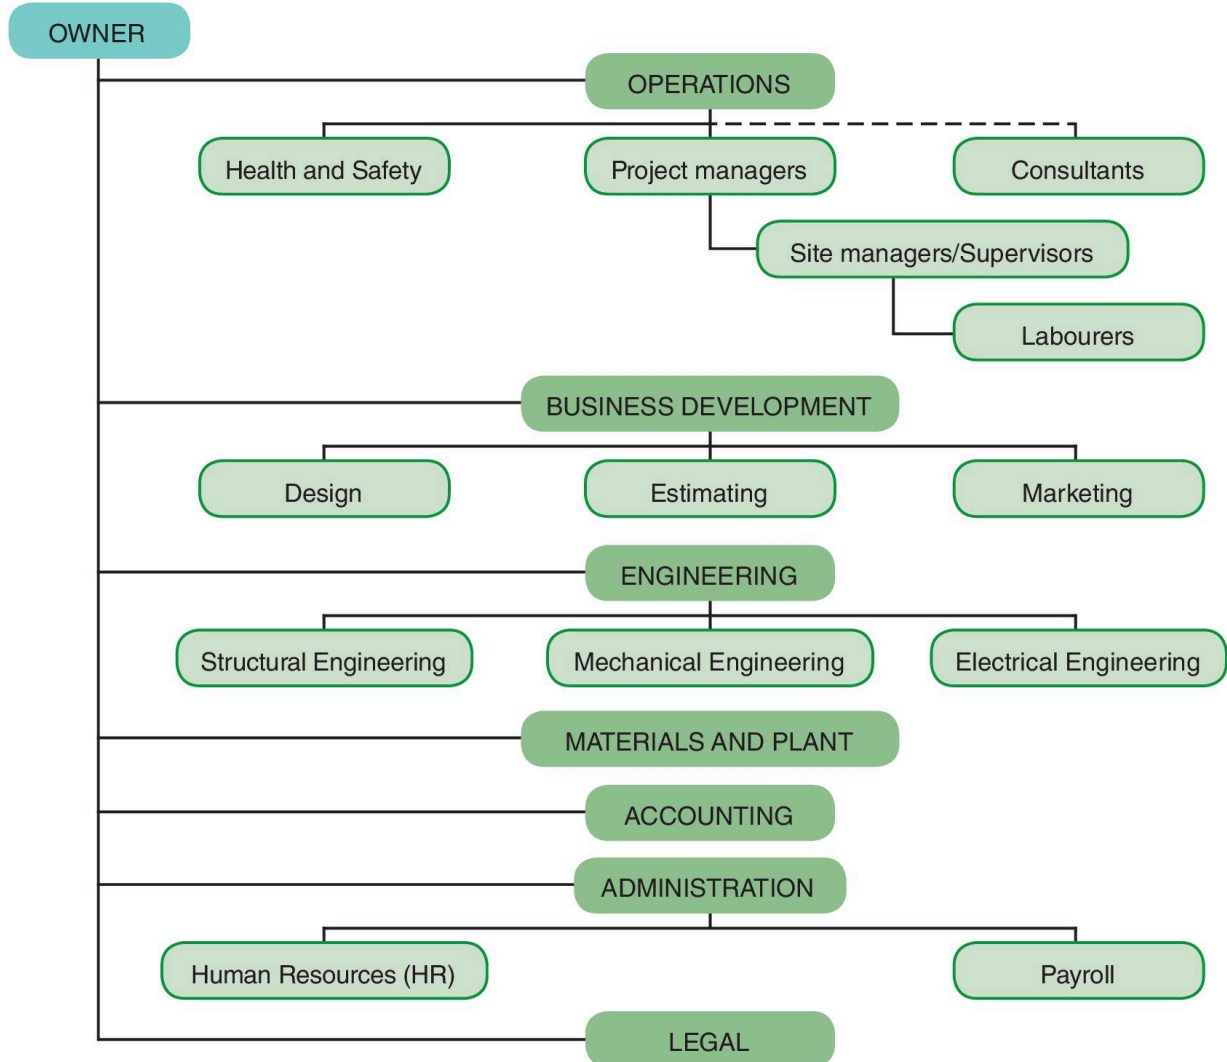 OWNER
OPERATIONS
Health and Safety
Project managers
Consultants
Site managers/Supervisors
Labourers
BUSINESS DEVELOPMENT
Design
Estimating
Marketing
ENGINEERING
Structural Engineering
Mechanical Engineering
Electrical Engineering
MATERIALS AND PLANT
ACCOUNTING
ADMINISTRATION
Human Resources (HR)
Payroll
LEGAL